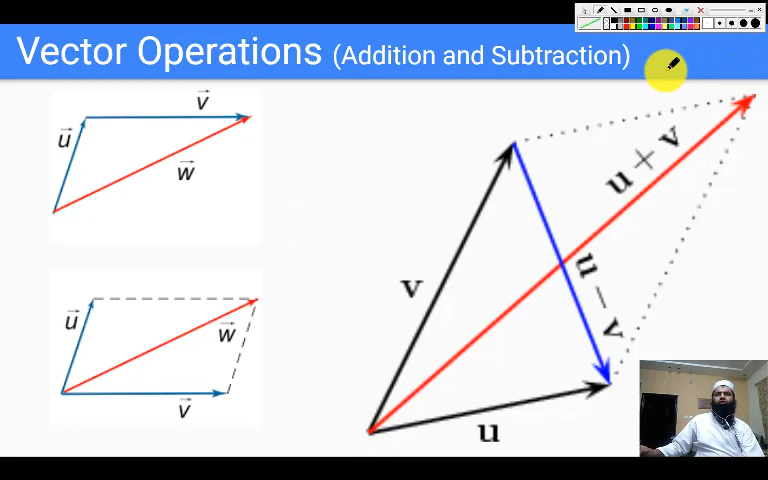 Vector Operations (Addition and Subtraction)
v⃗
u⃗
w⃗
u⃗
w⃗
v⃗
u + v
v
u − v
u